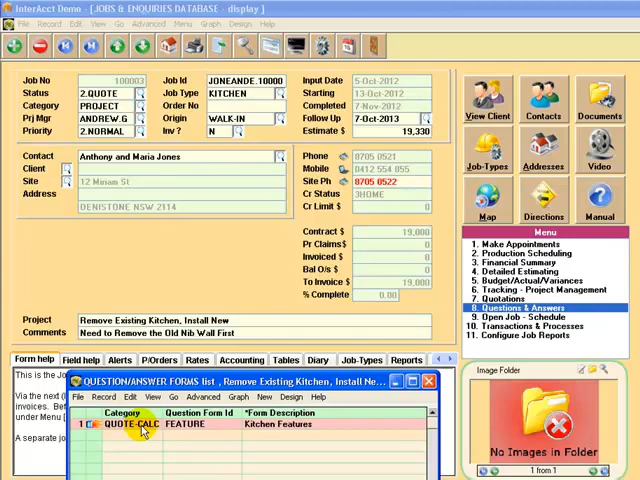 InterAcct Demo - [ JOBS & ENQUIRIES DATABASE - display ]
File Record Edit View Go Advanced Menu Graph Design Help
Job No 100003 Job Id JONEANDE.10000 Input Date 5-Oct-2012
Status 2.QUOTE Job Type KITCHEN Starting 13-Oct-2012
Category PROJECT Order No Completed 7-Nov-2012
Prj Mgr ANDREW.G Origin WALK-IN Follow Up 7-Oct-2013
Priority 2.NORMAL Inv ? N Estimate $ 19,330
View Client Contacts Documents
Job-Types Addresses Video
Map Directions Manual
Contact Anthony and Maria Jones Phone 8705 0521
Client Mobile 0412 554 855
Site 12 Miriam St Site Ph 8705 0522
Address Cr Status 3HOME
DENISTONE NSW 2114 Cr Limit $ 0
Contract $ 19,000
Pr Claims$ 0
Invoiced $ 0
Bal O/s $ 0
To Invoice $ 19,000
% Complete 0.00
Menu
1. Make Appointments
2. Production Scheduling
3. Financial Summary
4. Detailed Estimating
5. Budget/Actual/Variances
6. Tracking - Project Management
7. Quotations
8. Questions & Answers
9. Open Job - Schedule
10. Transactions & Processes
11. Configure Job Reports
Project Remove Existing Kitchen, Install New
Comments Need to Remove the Old Nib Wall First
Form help Field help Alerts P/Orders Rates Accounting Tables Diary Job-Types Reports
This is the Jo
Via the next (l
invoices. Bef
under Menu [
A separate jo
QUESTION/ANSWER FORMS list , Remove Existing Kitchen, Install Ne...
File Record Edit View Go Advanced Graph New Design Help
Category Question Form Id *Form Description
1 QUOTE-CALC FEATURE Kitchen Features
Image Folder
No Images in Folder
1 from 1